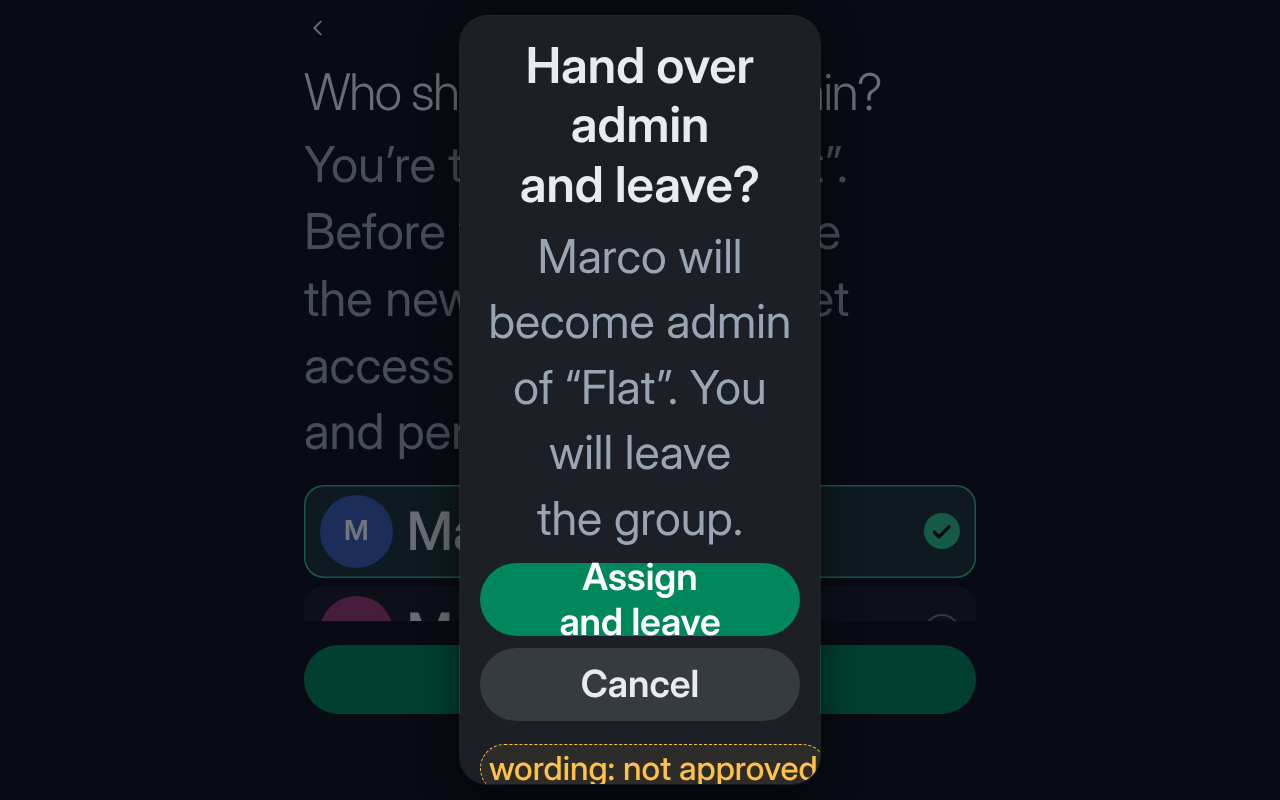 Who sh
in?
You’re t
t”.
Before
e
the new
et
access
and per
M
Ma
M
Hand over
admin
and leave?
Marco will
become admin
of “Flat”. You
will leave
the group.
Assign
and leave
Cancel
wording: not approved